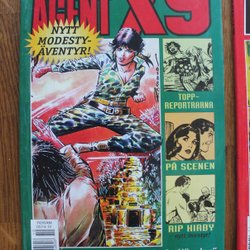 AGENT X9
NYTT
MODESTY-
ÄVENTYR!
TOPP-
REPORTRARNA
PÅ SCENEN
RIP KIRBY